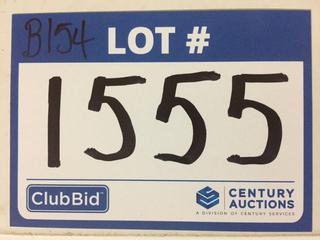 B154 LOT #
1555
ClubBid
CENTURY
AUCTIONS
A DIVISION OF CENTURY SERVICES